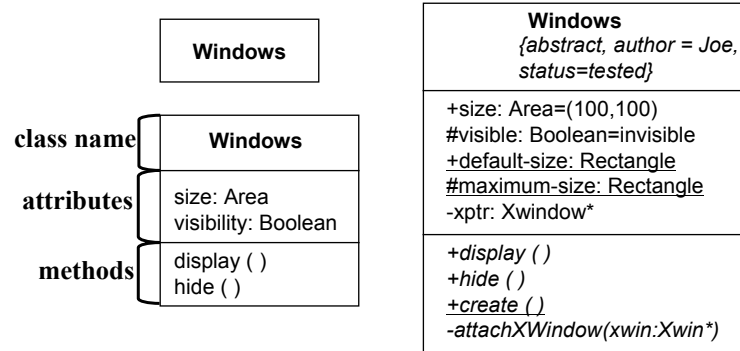 Windows
class name
Windows
attributes
size: Area
visibility: Boolean
methods
display ( )
hide ( )
Windows
{abstract, author = Joe,
status=tested}
+size: Area=(100,100)
#visible: Boolean=invisible
+default-size: Rectangle
#maximum-size: Rectangle
-xptr: Xwindow*
+display ( )
+hide ( )
+create ( )
-attachXWindow(xwin:Xwin*)